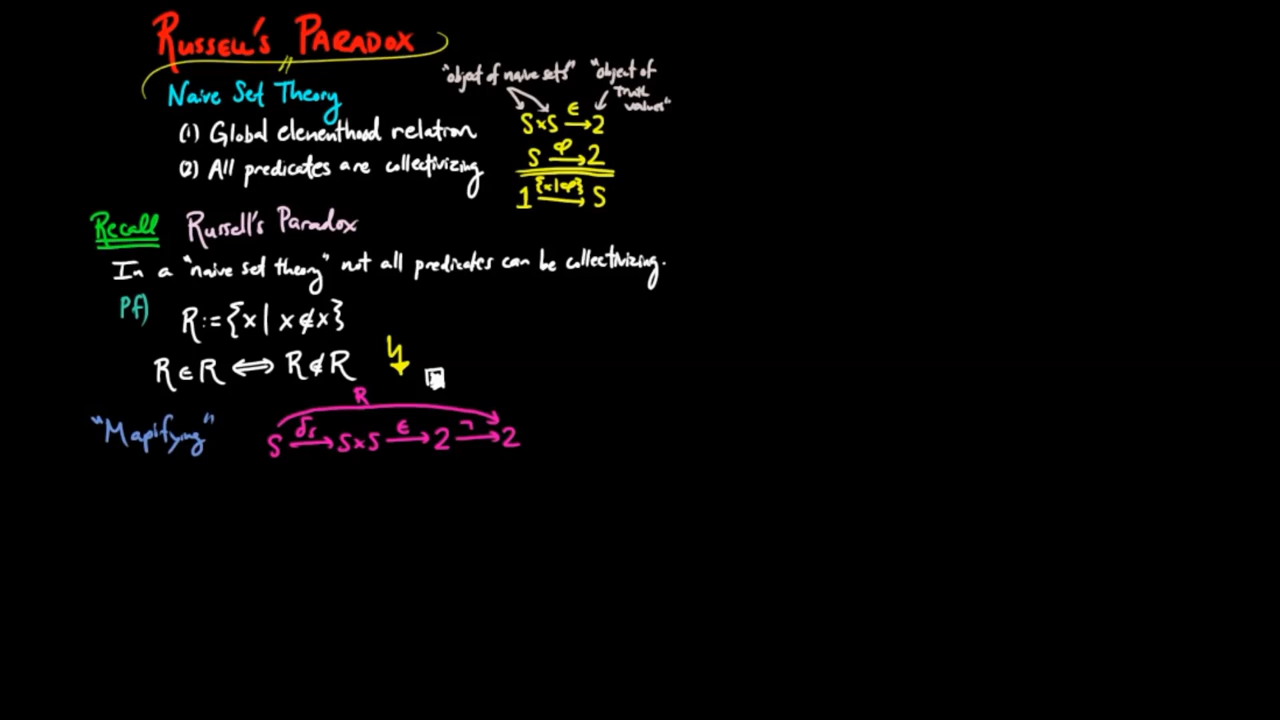 RUSSELL'S PARADOX
"object of naive sets" "object of truth values"
Naive Set Theory
S×S →^∈ 2
(1) Global elementhood relation
S →^φ 2
(2) All predicates are collectivizing
1 →^{x|φ} S
Recall Russell's Paradox
In a "naive set theory" not all predicates can be collectivizing.
Pf) R:={x | x∉x}
R∈R ⟺ R∉R ↯
R
"Mapifying" S →^δs S×S →^∈ 2 →^¬ 2